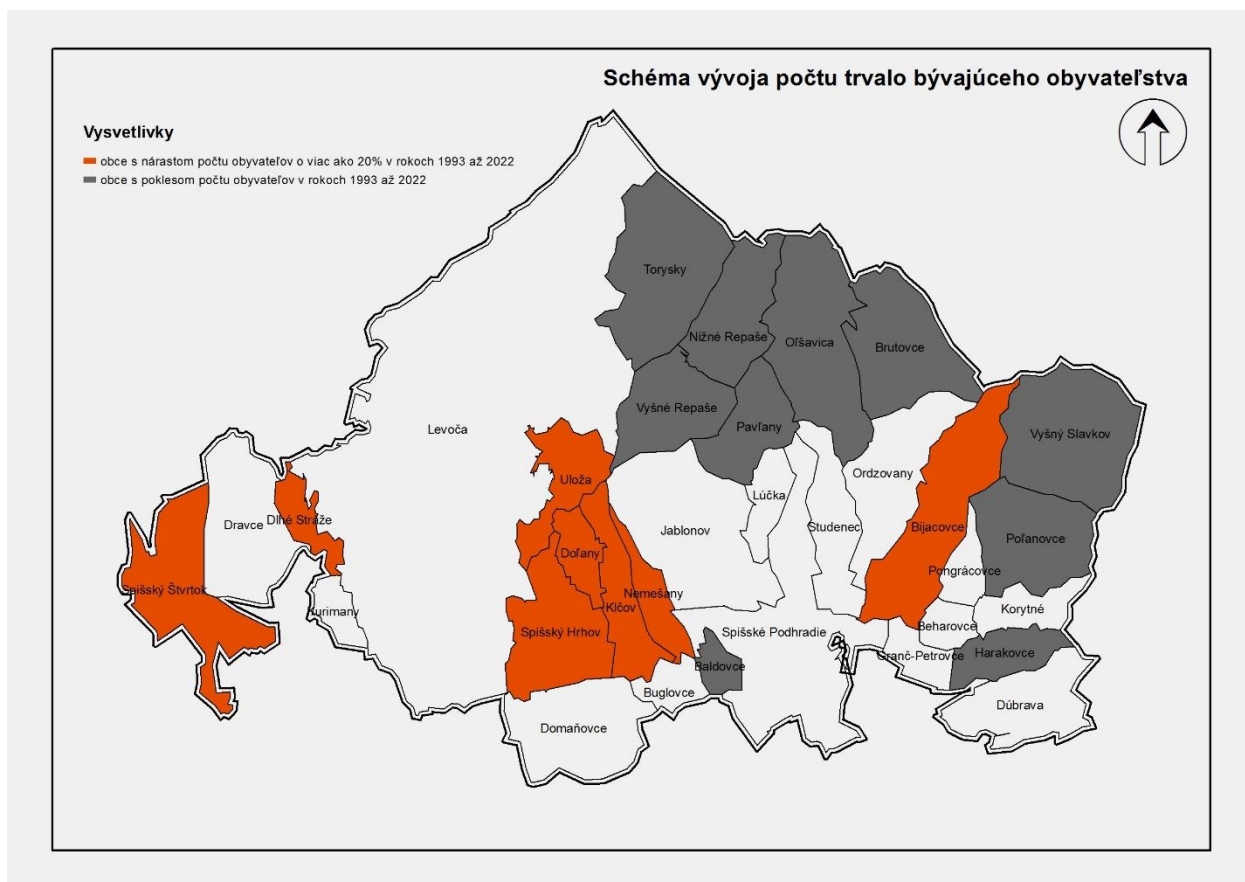 Schéma vývoja počtu trvalo bývajúceho obyvateľstva
Vysvetlivky
obce s nárastom počtu obyvateľov o viac ako 20% v rokoch 1993 až 2022
obce s poklesom počtu obyvateľov v rokoch 1993 až 2022
Torysky
Nižné Repaše
Oľšavica
Brutovce
Vyšné Repaše
Pavľany
Levoča
Vyšný Slavkov
Uloža
Ordzovany
Lúčka
Dravce
Dlhé Stráže
Jablonov
Studenec
Bijacovce
Poľanovce
Doľany
Pongrácovce
Spišský Štvrtok
Nemešany
Klčov
Kurimany
Korytné
Spišský Hrhov
Spišské Podhradie
Beharovce
Granč-Petrovce
Harakovce
Baldovce
Buglovce
Dúbrava
Domaňovce